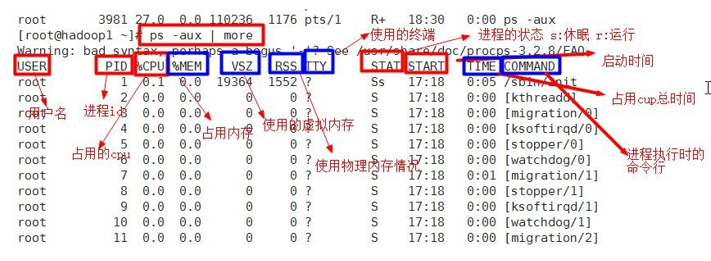 root 3981 27.0 0.0 110236 1176 pts/1 R+ 18:30 0:00 ps -aux
[root@hadoop1 ~]# ps -aux | more
使用的终端
进程的状态 s:休眠 r:运行
Warning: bad syntax, perhaps a bogus '-'? See /usr/share/doc/procps-3.2.8/FAQ
启动时间
USER PID %CPU %MEM VSZ RSS TTY STAT START TIME COMMAND
root 1 0.1 0.0 19364 1552 ? Ss 17:18 0:05 /sbin/init
root 2 0.0 0.0 0 0 ? S 17:18 0:00 [kthreadd]
占用cup总时间
用户名
进程id
占用内存
使用的虚拟内存
root 3 0.0 0.0 0 0 ? S 17:18 0:00 [migration/0]
root 4 0.0 0.0 0 0 ? S 17:18 0:00 [ksoftirqd/0]
占用的cpu
root 5 0.0 0.0 0 0 ? S 17:18 0:00 [stopper/0]
进程执行时的
命令行
root 6 0.0 0.0 0 0 ? S 17:18 0:00 [watchdog/0]
使用物理内存情况
root 7 0.0 0.0 0 0 ? S 17:18 0:01 [migration/1]
root 8 0.0 0.0 0 0 ? S 17:18 0:00 [stopper/1]
root 9 0.0 0.0 0 0 ? S 17:18 0:00 [ksoftirqd/1]
root 10 0.0 0.0 0 0 ? S 17:18 0:00 [watchdog/1]
root 11 0.0 0.0 0 0 ? S 17:18 0:00 [migration/2]